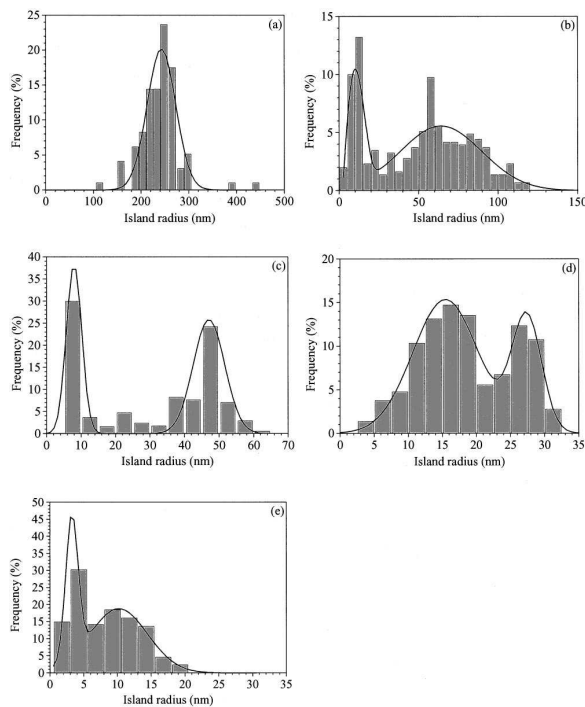 (a)
25
20
15
10
5
0
Frequency (%)
0 100 200 300 400 500
Island radius (nm)
(b)
15
10
5
0
Frequency (%)
0 50 100 150
Island radius (nm)
(c)
40
35
30
25
20
15
10
5
0
Frequency (%)
0 10 20 30 40 50 60 70
Island radius (nm)
(d)
20
15
10
5
0
Frequency (%)
0 5 10 15 20 25 30 35
Island radius (nm)
(e)
50
45
40
35
30
25
20
15
10
5
0
Frequency (%)
0 5 10 15 20 25 30 35
Island radius (nm)